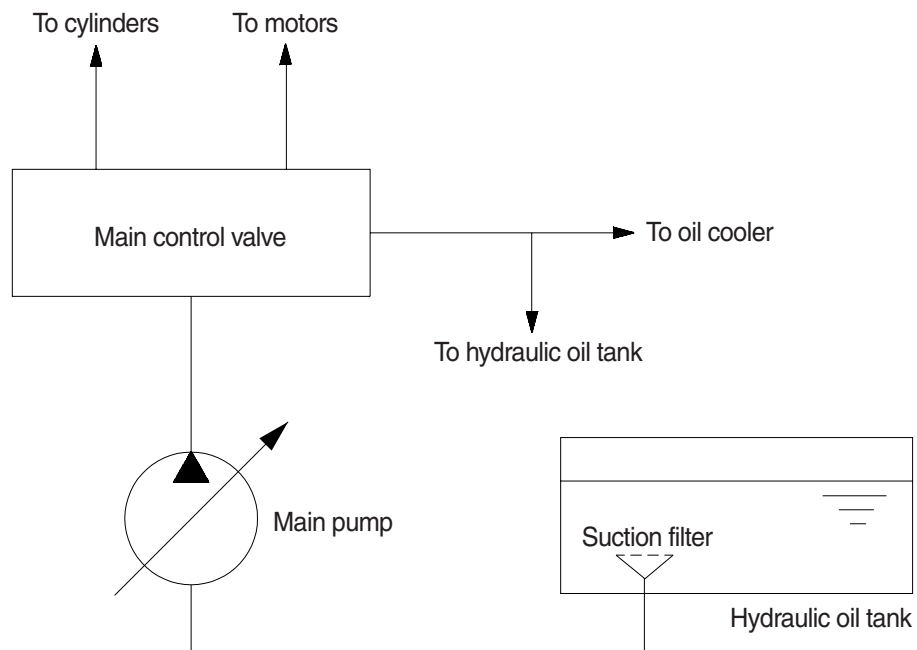 To cylinders
To motors
Main control valve
To oil cooler
To hydraulic oil tank
Main pump
Suction filter
Hydraulic oil tank